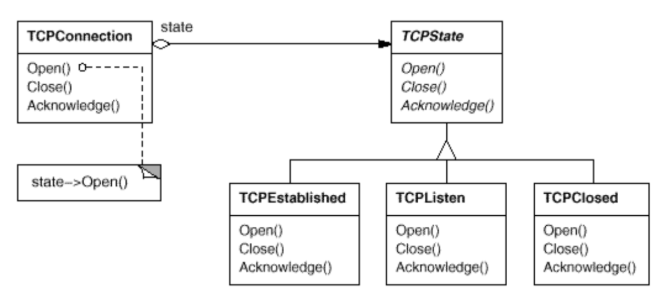 state
TCPConnection
Open()
Close()
Acknowledge()
state->Open()
TCPState
Open()
Close()
Acknowledge()
TCPEstablished
Open()
Close()
Acknowledge()
TCPListen
Open()
Close()
Acknowledge()
TCPClosed
Open()
Close()
Acknowledge()